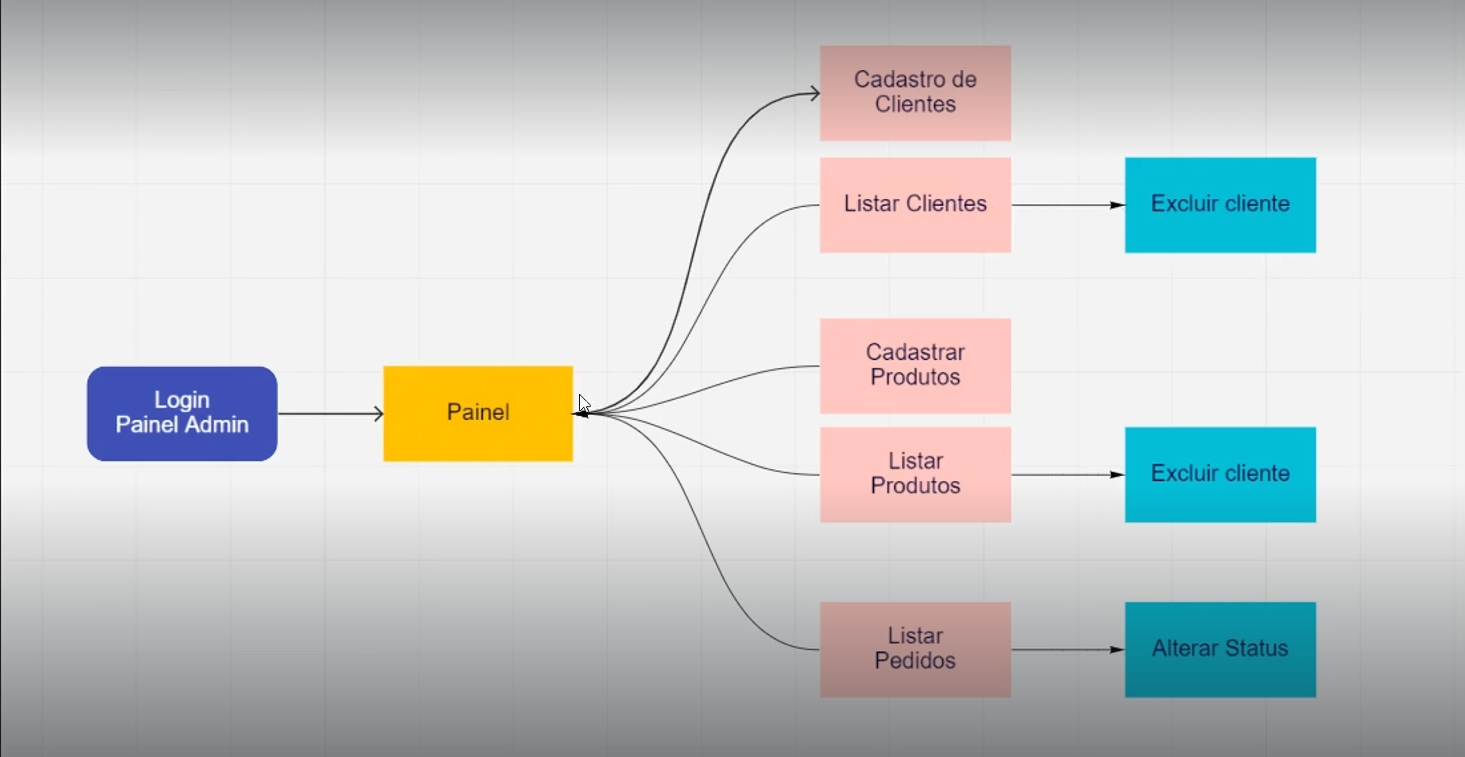 Cadastro de
Clientes
Listar Clientes
Excluir cliente
Cadastrar
Produtos
Login
Painel Admin
Painel
Listar
Produtos
Excluir cliente
Listar
Pedidos
Alterar Status